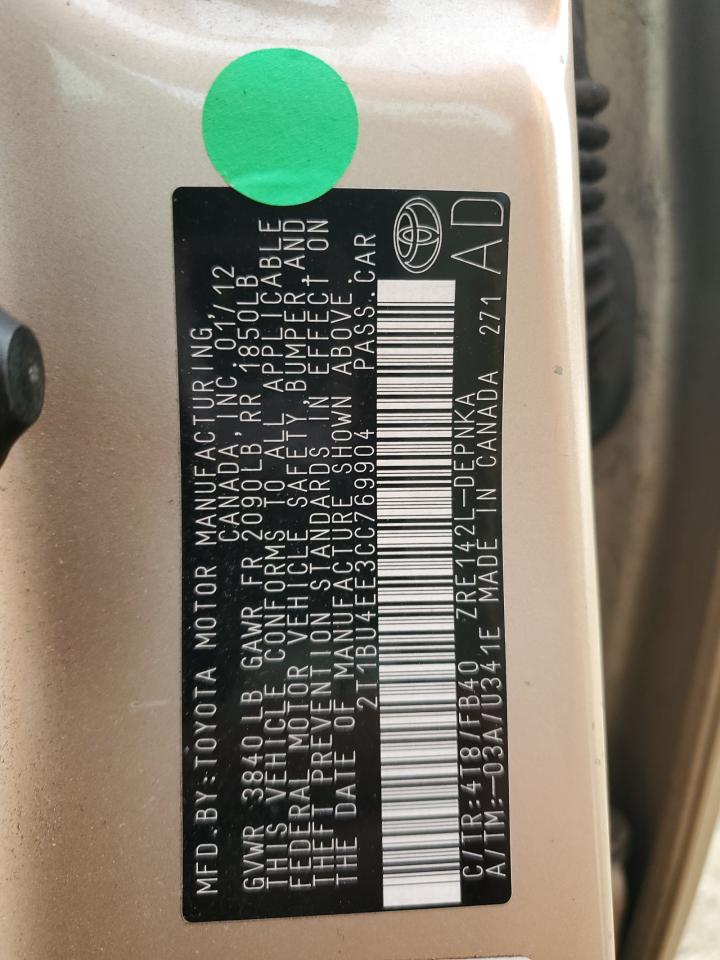 MFD.BY:TOYOTA MOTOR MANUFACTURING,
CANADA, INC. 01/12
GVWR 3840 LB GAWR FR 2090LB, RR 1850LB
THIS VEHICLE CONFORMS TO ALL APPLICABLE
FEDERAL MOTOR VEHICLE SAFETY, BUMPER, AND
THEFT PREVENTION STANDARDS IN EFFECT ON
THE DATE OF MANUFACTURE SHOWN ABOVE.
2T1BU4EE3CC769904 PASS.CAR
C/TR:4T8/FB40 ZRE142L-DEPNKA
A/TM:-03A/U341E MADE IN CANADA 271 AD